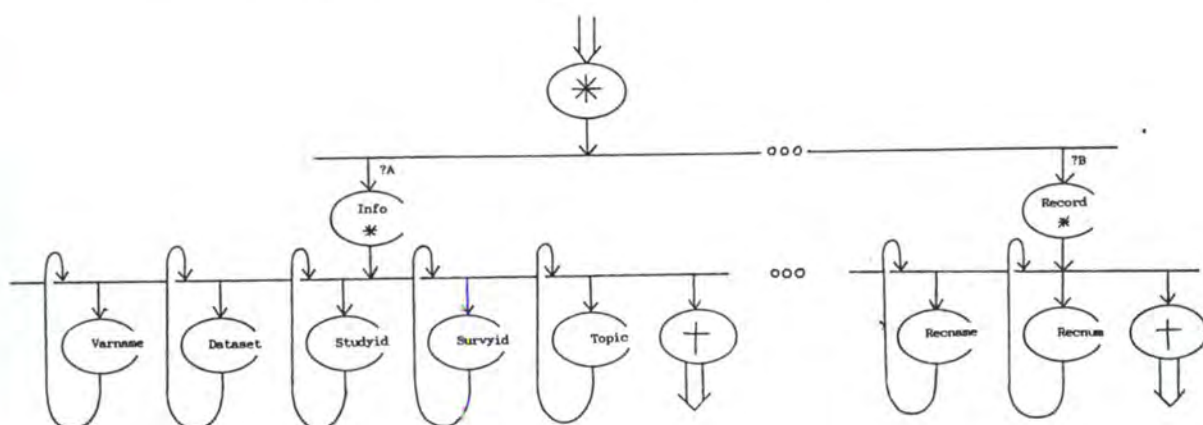 *
ooo
?A
?B
Info
*
Record
*
ooo
Varname
Dataset
Studyid
Survyid
Topic
†
Recname
Recnum
†